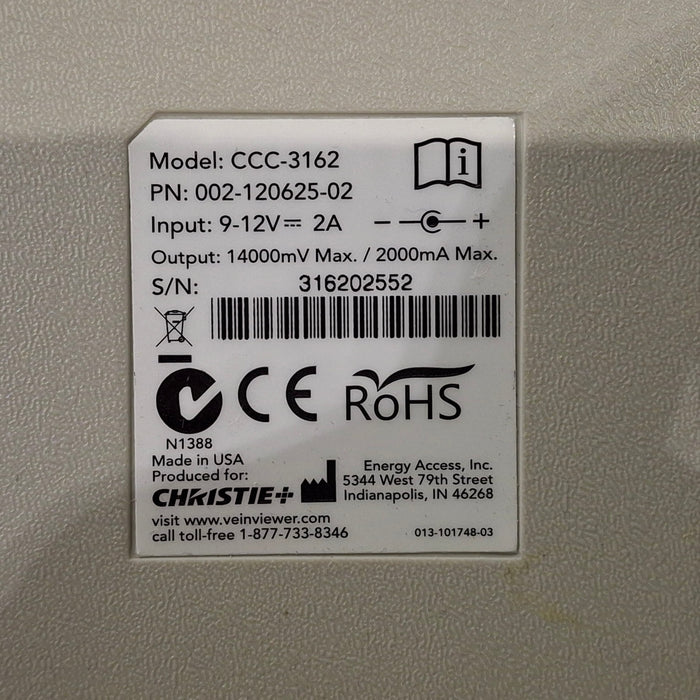 Model: CCC-3162
PN: 002-120625-02
Input: 9-12V⎓ 2A
Output: 14000mV Max. / 2000mA Max.
S/N: 316202552
CE
RoHS
N1388
Made in USA
Produced for:
CHRISTIE+
visit www.veinviewer.com
call toll-free 1-877-733-8346
Energy Access, Inc.
5344 West 79th Street
Indianapolis, IN 46268
013-101748-03